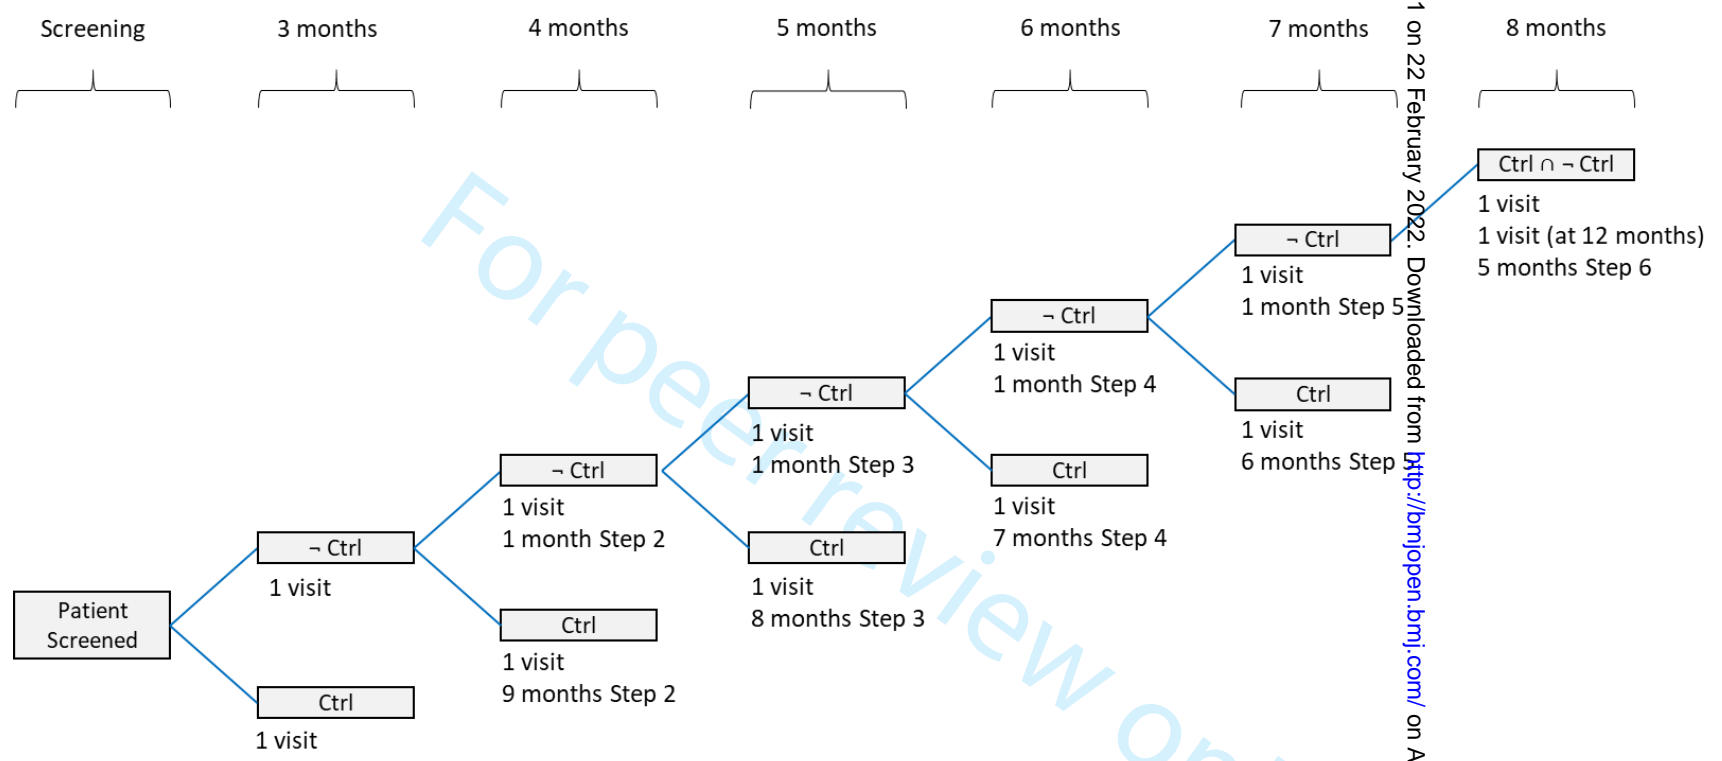 Screening
3 months
4 months
5 months
6 months
7 months
8 months
Patient
Screened
¬ Ctrl
1 visit
Ctrl
1 visit
¬ Ctrl
1 visit
1 month Step 2
Ctrl
1 visit
9 months Step 2
¬ Ctrl
1 visit
1 month Step 3
Ctrl
1 visit
8 months Step 3
¬ Ctrl
1 visit
1 month Step 4
Ctrl
1 visit
7 months Step 4
¬ Ctrl
1 visit
1 month Step 5
Ctrl
1 visit
6 months Step 5
Ctrl ∩ ¬ Ctrl
1 visit
1 visit (at 12 months)
5 months Step 6
For peer review on
1 on 22 February 2022. Downloaded from http://bmjopen.bmj.com/ on A